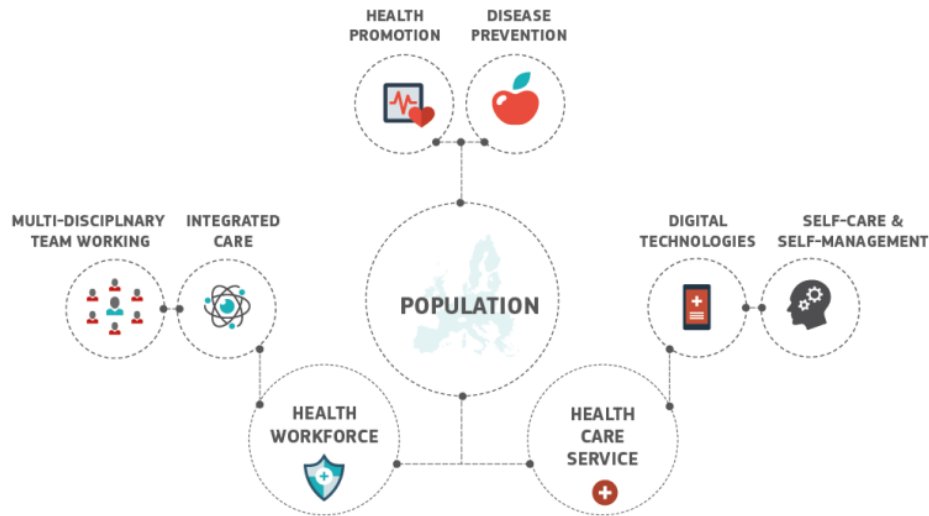 HEALTH
PROMOTION
DISEASE
PREVENTION
MULTI-DISCIPLNARY
TEAM WORKING
INTEGRATED
CARE
DIGITAL
TECHNOLOGIES
SELF-CARE &
SELF-MANAGEMENT
POPULATION
HEALTH
WORKFORCE
HEALTH
CARE
SERVICE